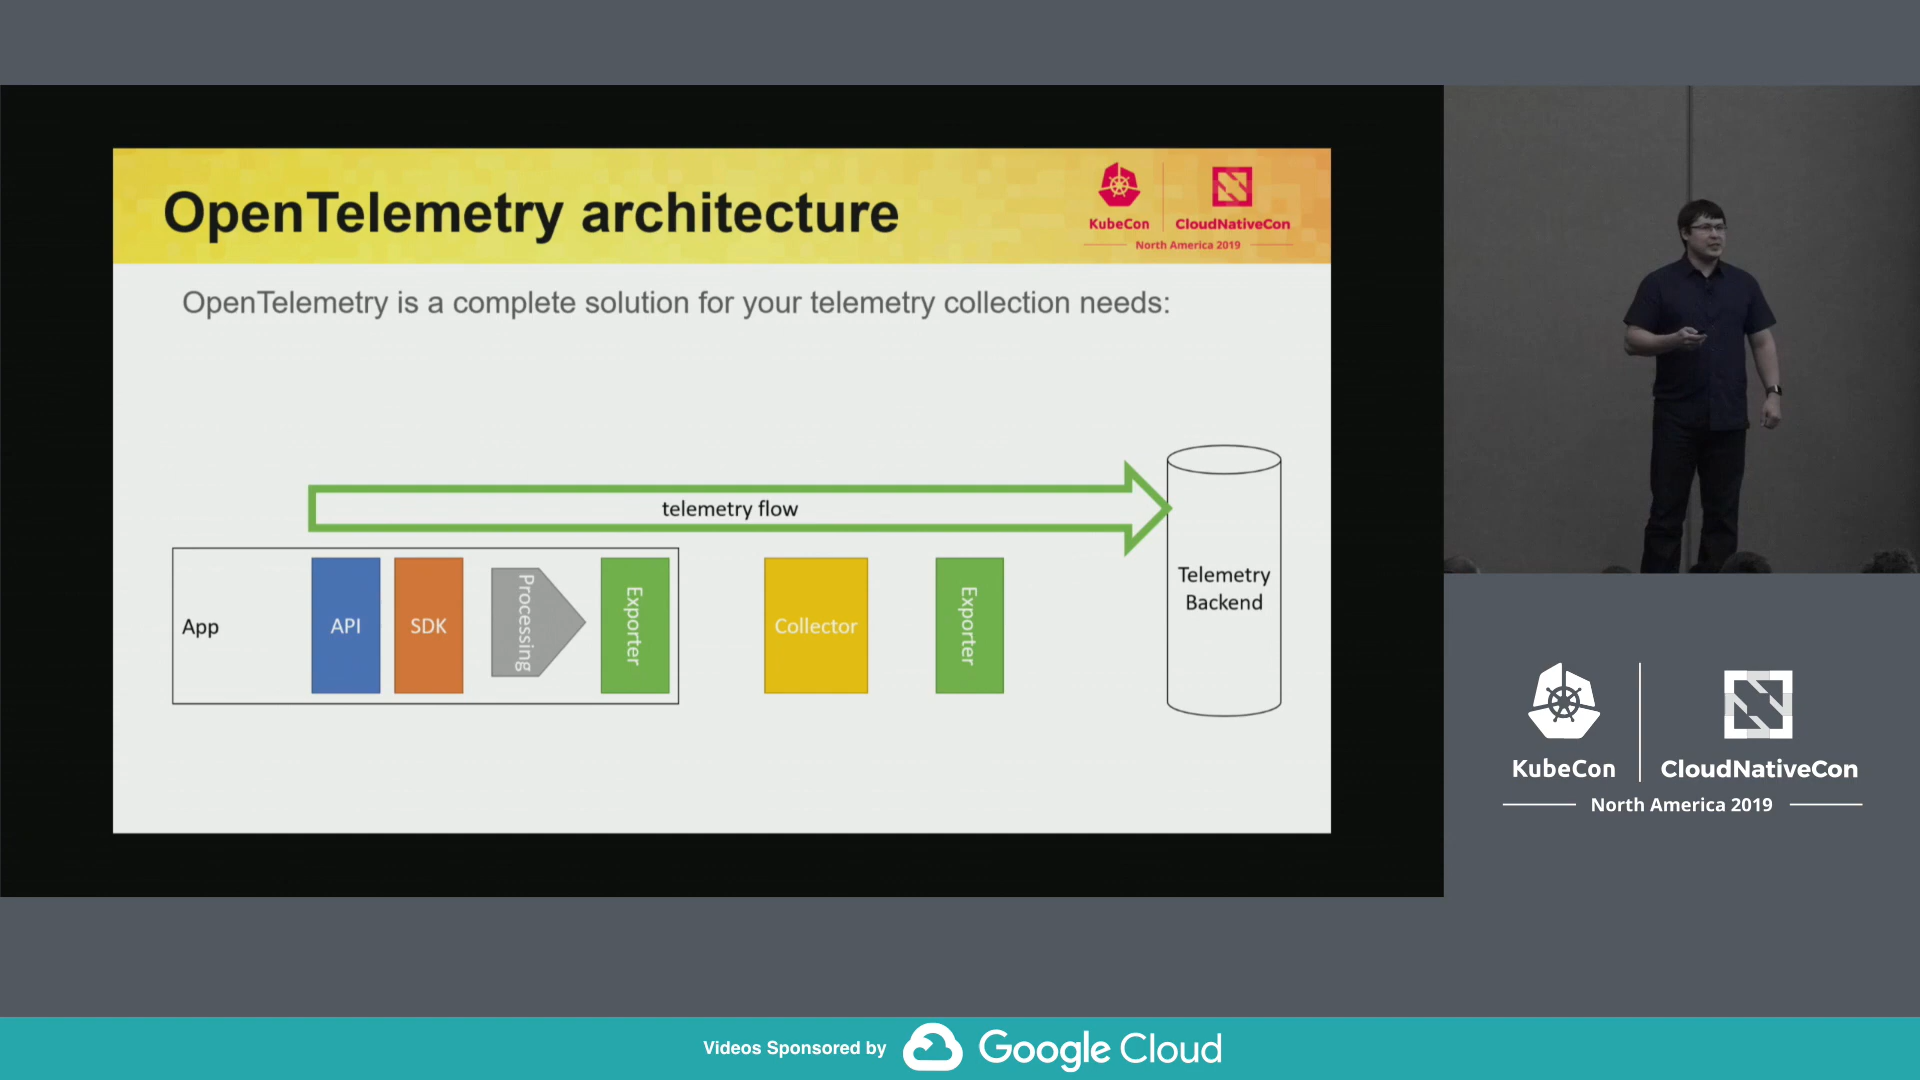 OpenTelemetry architecture
KubeCon
CloudNativeCon
North America 2019
OpenTelemetry is a complete solution for your telemetry collection needs:
telemetry flow
App
API
SDK
Processing
Exporter
Collector
Exporter
Telemetry
Backend
KubeCon
CloudNativeCon
North America 2019
Videos Sponsored by
Google Cloud